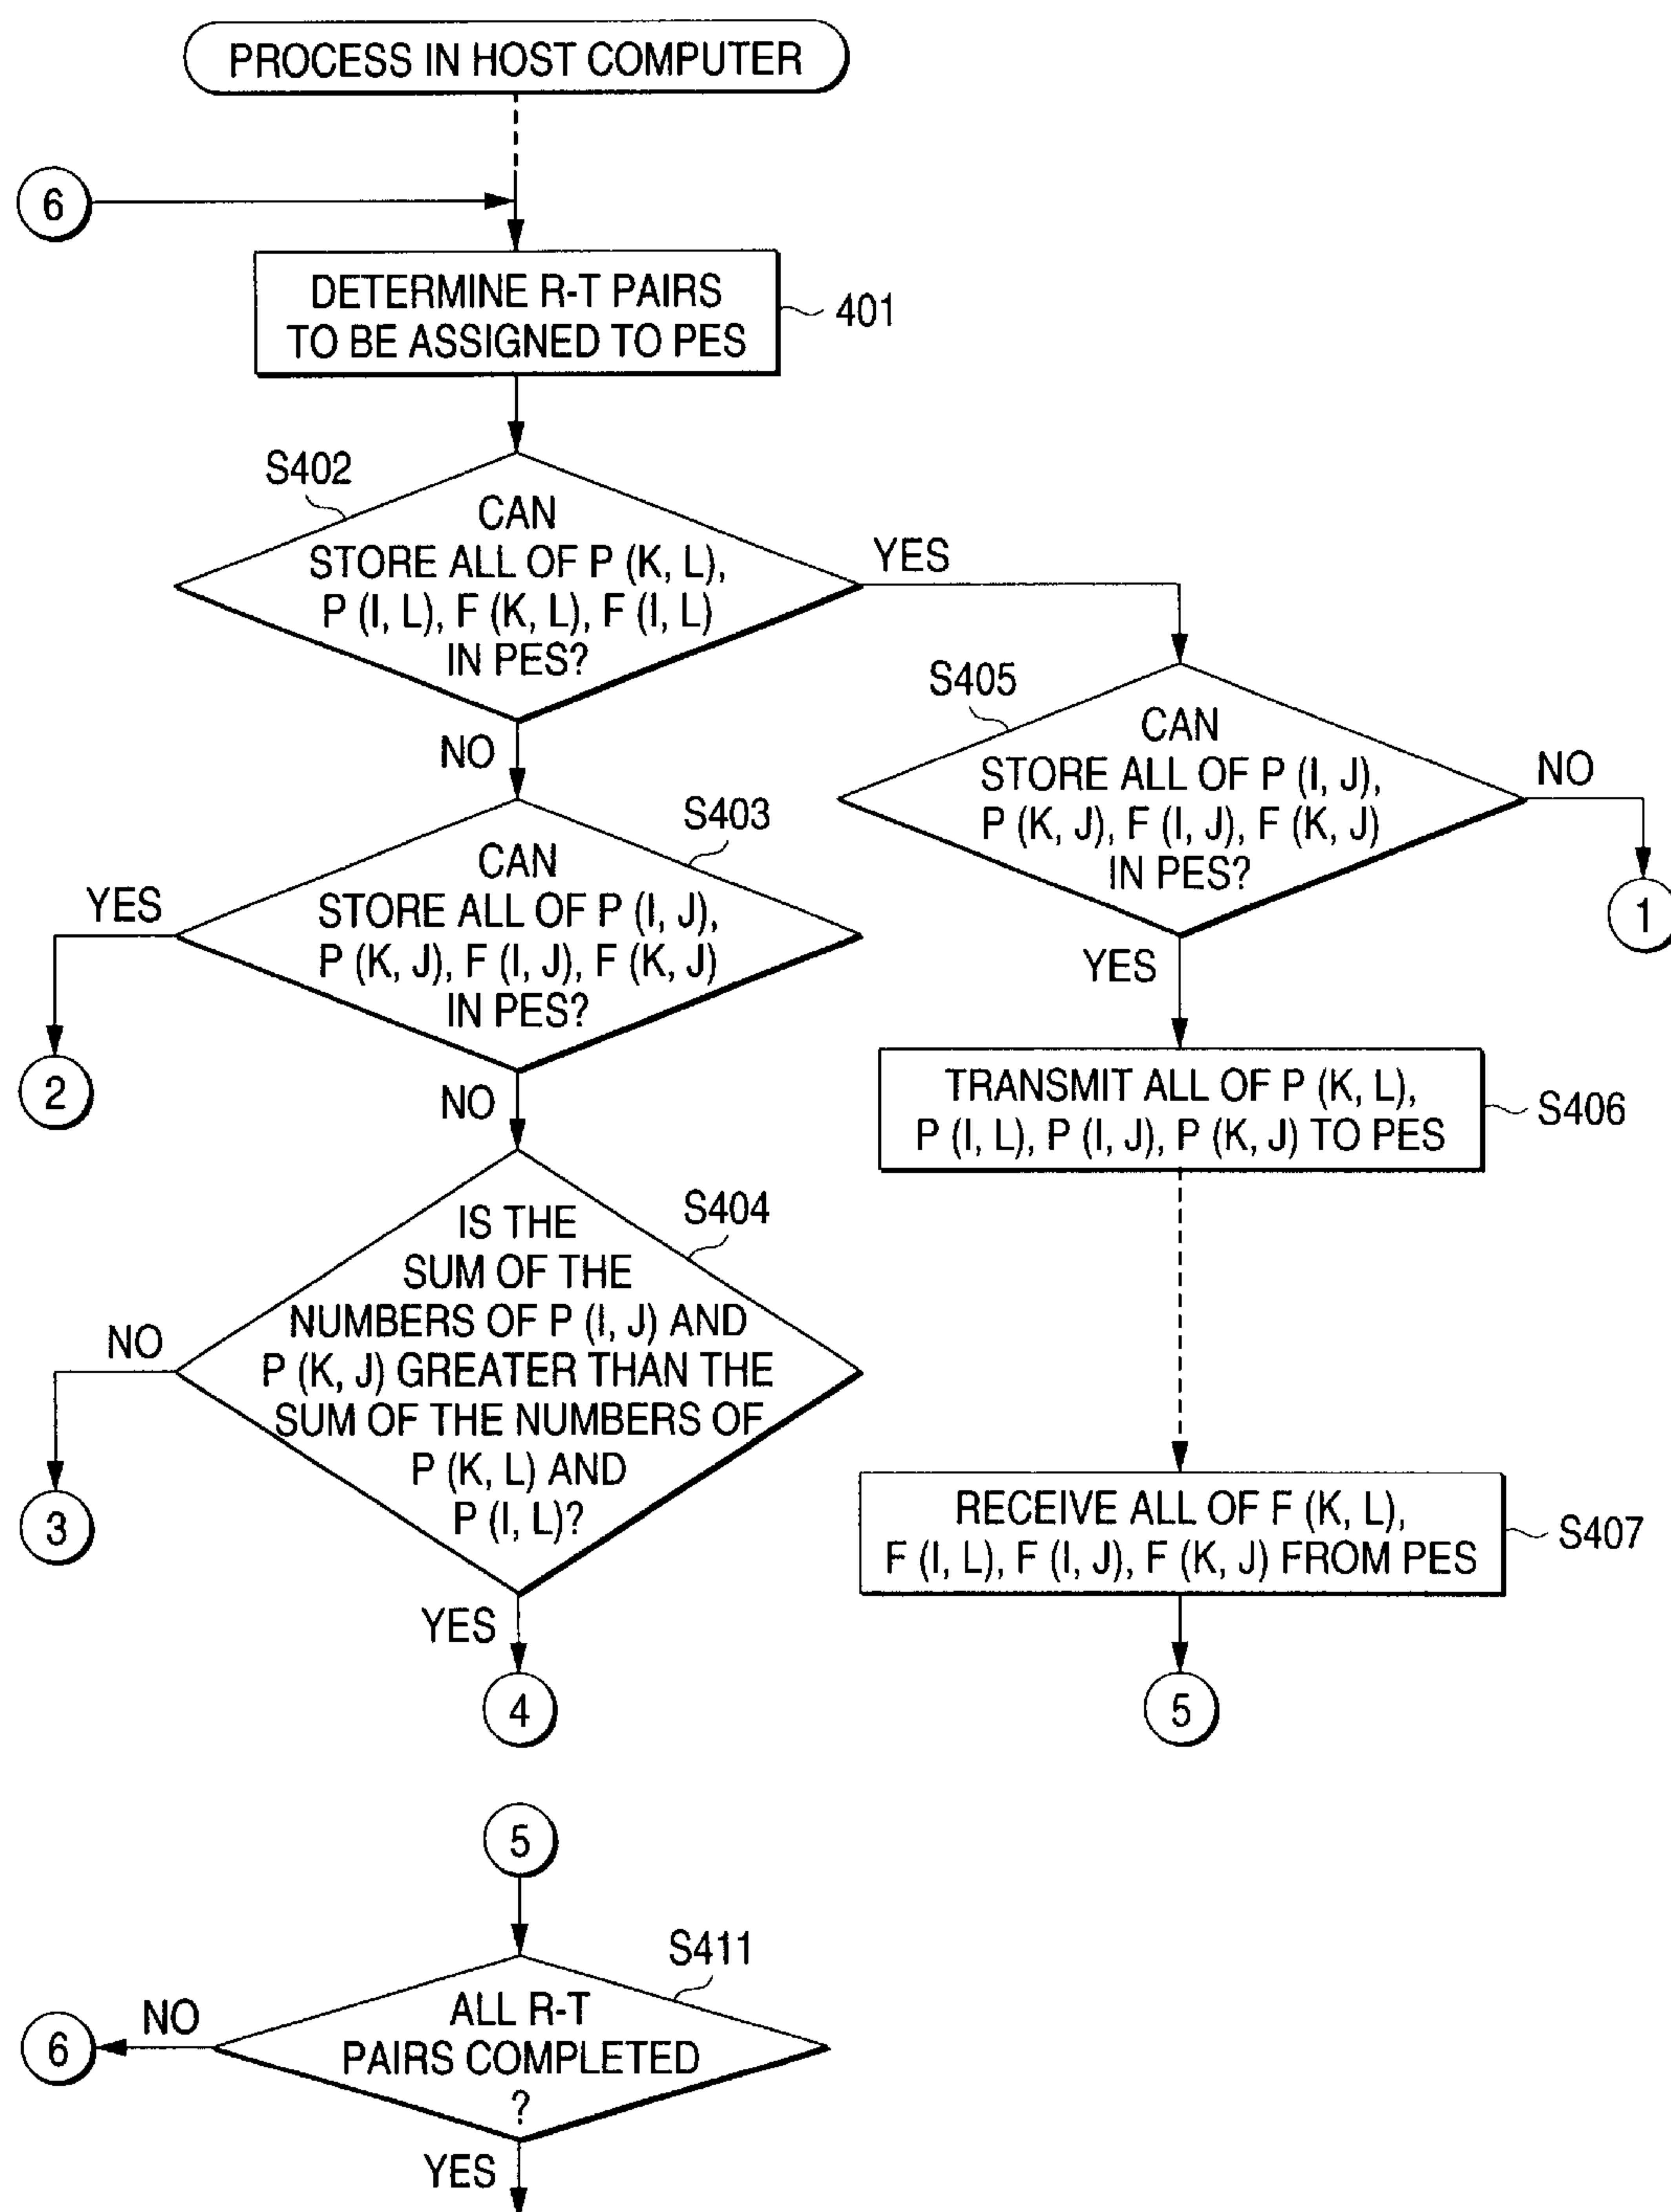 PROCESS IN HOST COMPUTER
6
DETERMINE R-T PAIRS
TO BE ASSIGNED TO PES
401
S402
CAN
STORE ALL OF P (K, L),
P (I, L), F (K, L), F (I, L)
IN PES?
YES
NO
S405
CAN
STORE ALL OF P (I, J),
P (K, J), F (I, J), F (K, J)
IN PES?
NO
1
YES
S403
CAN
STORE ALL OF P (I, J),
P (K, J), F (I, J), F (K, J)
IN PES?
YES
2
NO
TRANSMIT ALL OF P (K, L),
P (I, L), P (I, J), P (K, J) TO PES
S406
S404
IS THE
SUM OF THE
NUMBERS OF P (I, J) AND
P (K, J) GREATER THAN THE
SUM OF THE NUMBERS OF
P (K, L) AND
P (I, L)?
NO
3
YES
4
RECEIVE ALL OF F (K, L),
F (I, L), F (I, J), F (K, J) FROM PES
S407
5
5
S411
ALL R-T
PAIRS COMPLETED
?
NO
6
YES